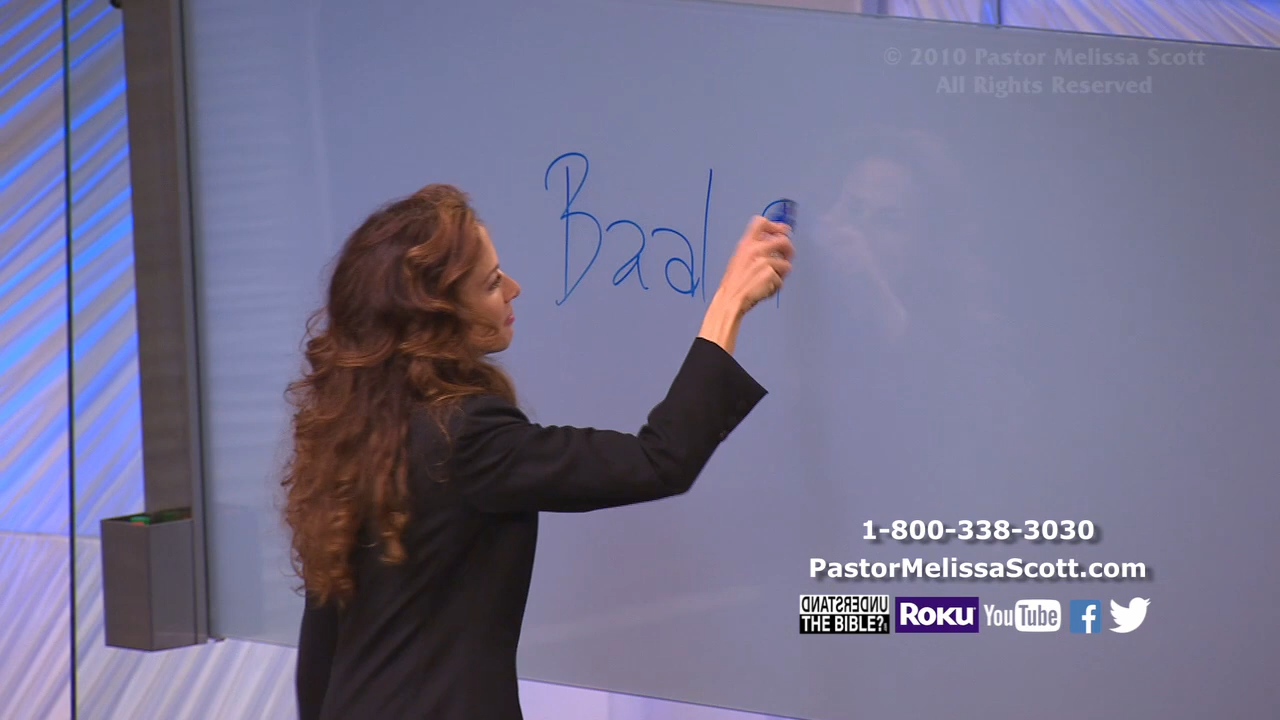 © 2010 Pastor Melissa Scott
All Rights Reserved
Baal
1-800-338-3030
PastorMelissaScott.com
UNDERSTAND
THE BIBLE?
ROKU YouTube f